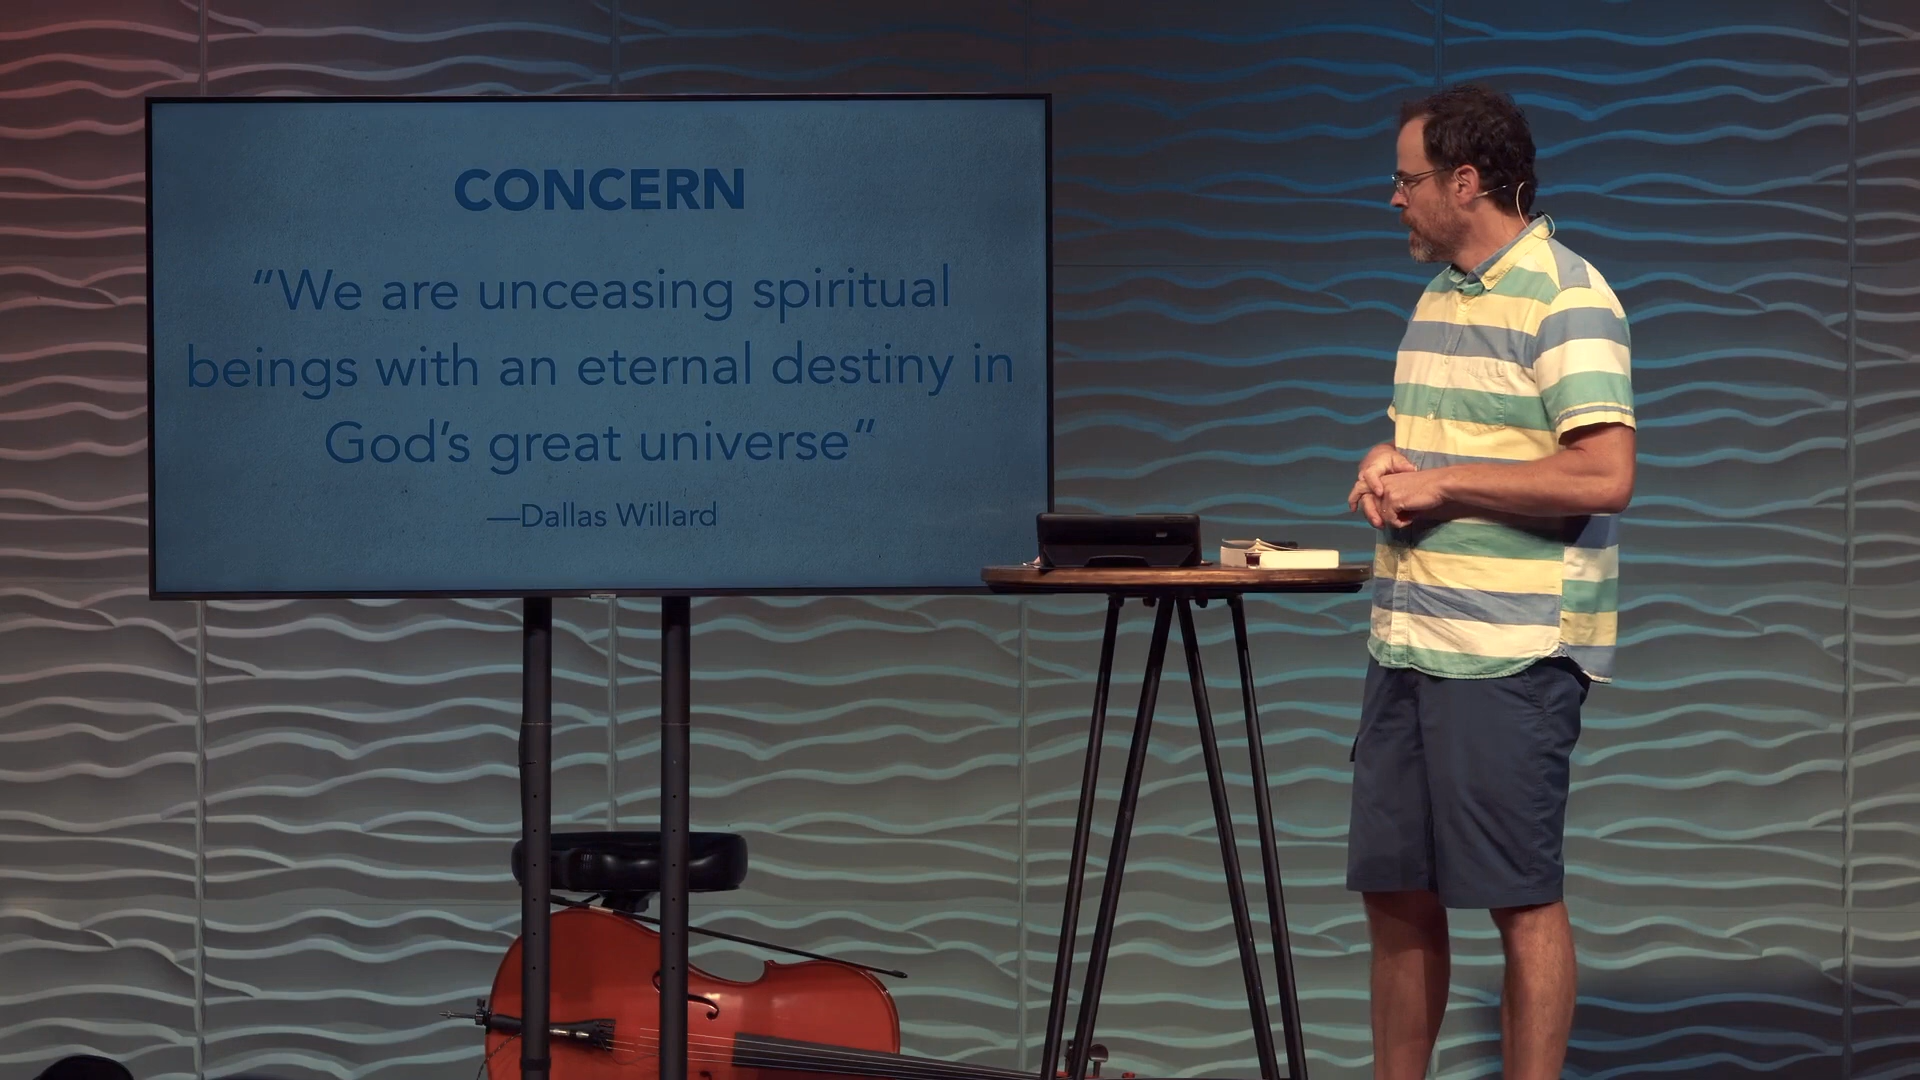 CONCERN
“We are unceasing spiritual
beings with an eternal destiny in
God’s great universe”
—Dallas Willard